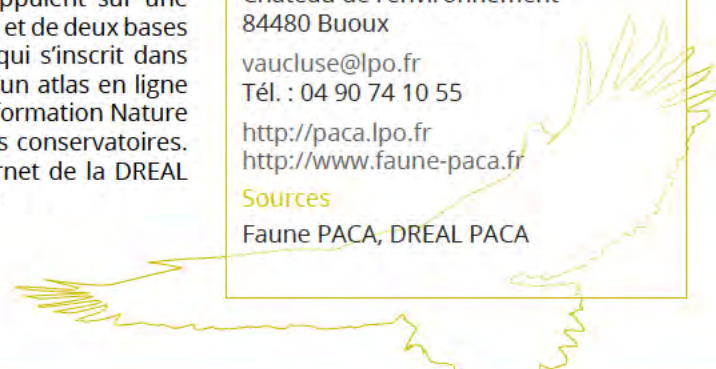 et de deux bases
qui s'inscrit dans
un atlas en ligne
formation Nature
s conservatoires.
rnet de la DREAL
84480 Buoux
vaucluse@lpo.fr
Tél. : 04 90 74 10 55
http://paca.lpo.fr
http://www.faune-paca.fr
Sources
Faune PACA, DREAL PACA